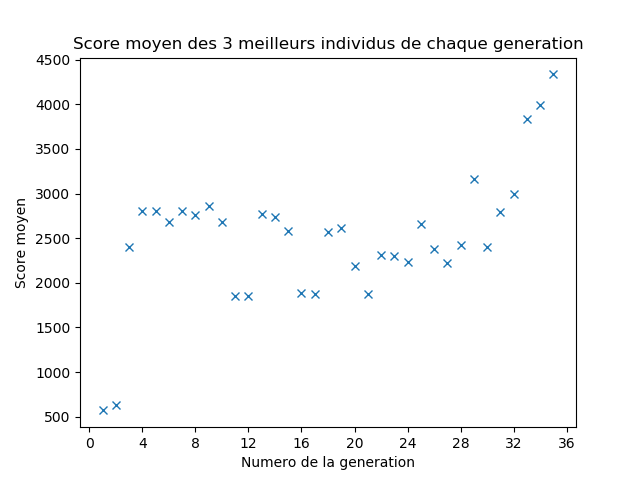 Score moyen des 3 meilleurs individus de chaque generation
4500
4000
3500
3000
2500
2000
1500
1000
500
Score moyen
0 4 8 12 16 20 24 28 32 36
Numero de la generation